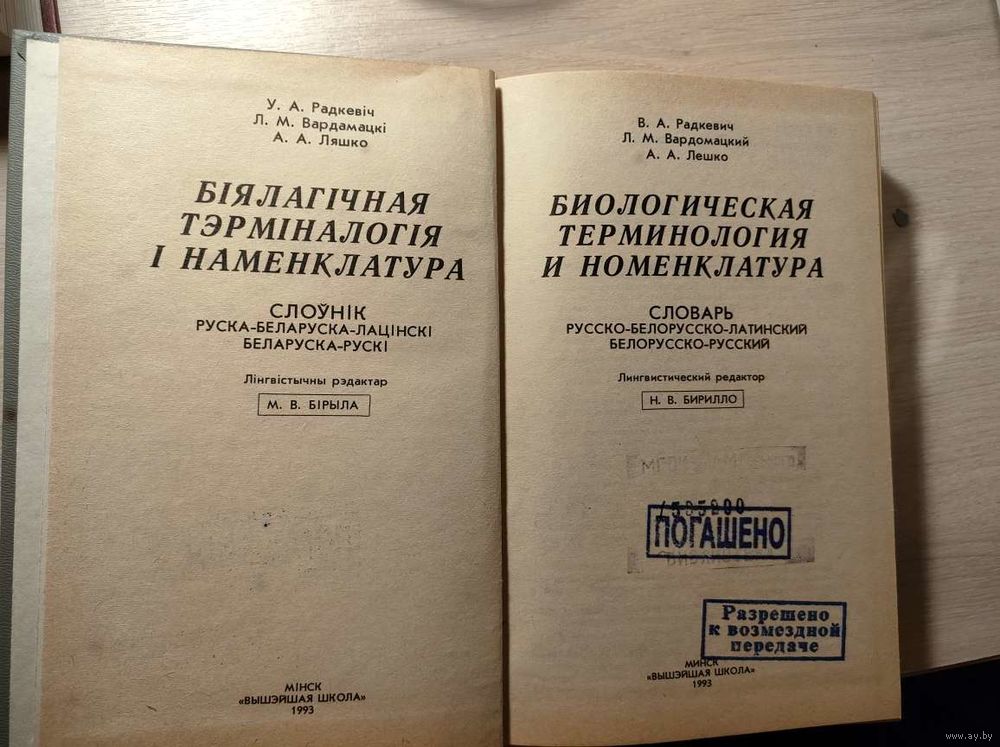 У. А. Радкевіч
Л. М. Вардамацкі
А. А. Ляшко
БІЯЛАГІЧНАЯ
ТЭРМІНАЛОГІЯ
І НАМЕНКЛАТУРА
СЛОЎНІК
РУСКА-БЕЛАРУСКА-ЛАЦІНСКІ
БЕЛАРУСКА-РУСКІ
Лінгвістычны рэдактар
М. В. БІРЫЛА
МІНСК
«ВЫШЭЙШАЯ ШКОЛА»
1993
В. А. Радкевич
Л. М. Вардомацкий
А. А. Лешко
БИОЛОГИЧЕСКАЯ
ТЕРМИНОЛОГИЯ
И НОМЕНКЛАТУРА
СЛОВАРЬ
РУССКО-БЕЛОРУССКО-ЛАТИНСКИЙ
БЕЛОРУССКО-РУССКИЙ
Лингвистический редактор
Н. В. БИРИЛЛО
ПОГАШЕНО
Разрешено
к возмездной
передаче
МИНСК
«ВЫШЭЙШАЯ ШКОЛА»
1993
www.ay.by